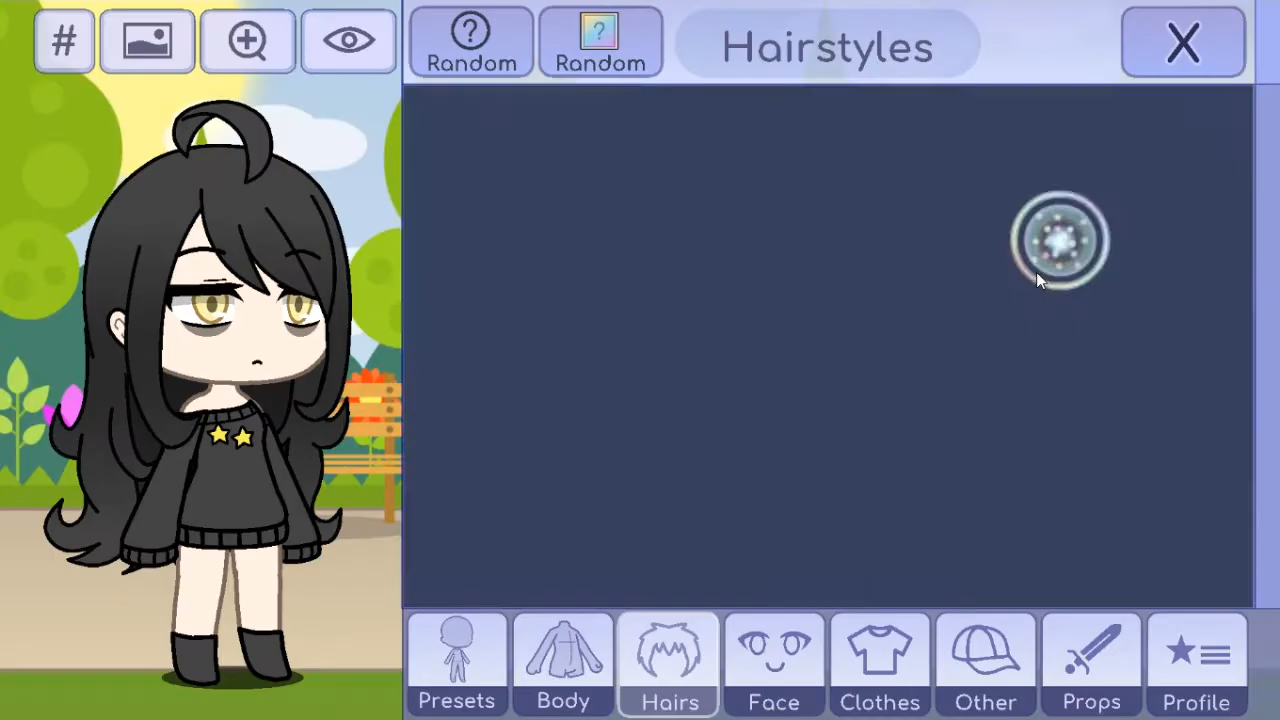 #
? Random
? Random
Hairstyles
X
Presets
Body
Hairs
Face
Clothes
Other
Props
Profile